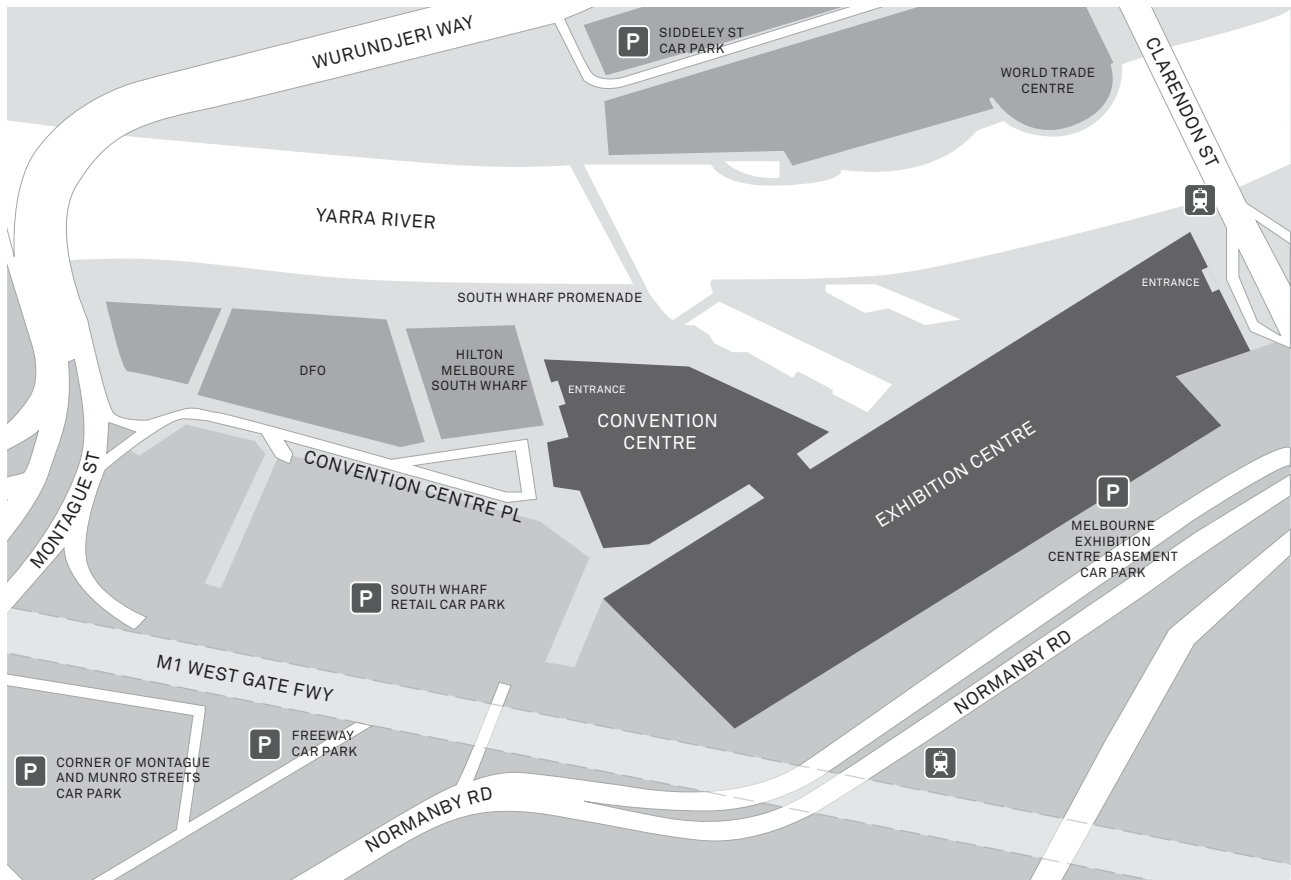 WURUNDJERI WAY
P
SIDDELEY ST
CAR PARK
WORLD TRADE
CENTRE
CLARENDON ST
YARRA RIVER
SOUTH WHARF PROMENADE
ENTRANCE
DFO
HILTON
MELBOURE
SOUTH WHARF
ENTRANCE
CONVENTION
CENTRE
EXHIBITION CENTRE
CONVENTION CENTRE PL
MONTAGUE ST
P
MELBOURNE
EXHIBITION
CENTRE BASEMENT
CAR PARK
P
SOUTH WHARF
RETAIL CAR PARK
M1 WEST GATE FWY
NORMANBY RD
P
FREEWAY
CAR PARK
P
CORNER OF MONTAGUE
AND MUNRO STREETS
CAR PARK
NORMANBY RD